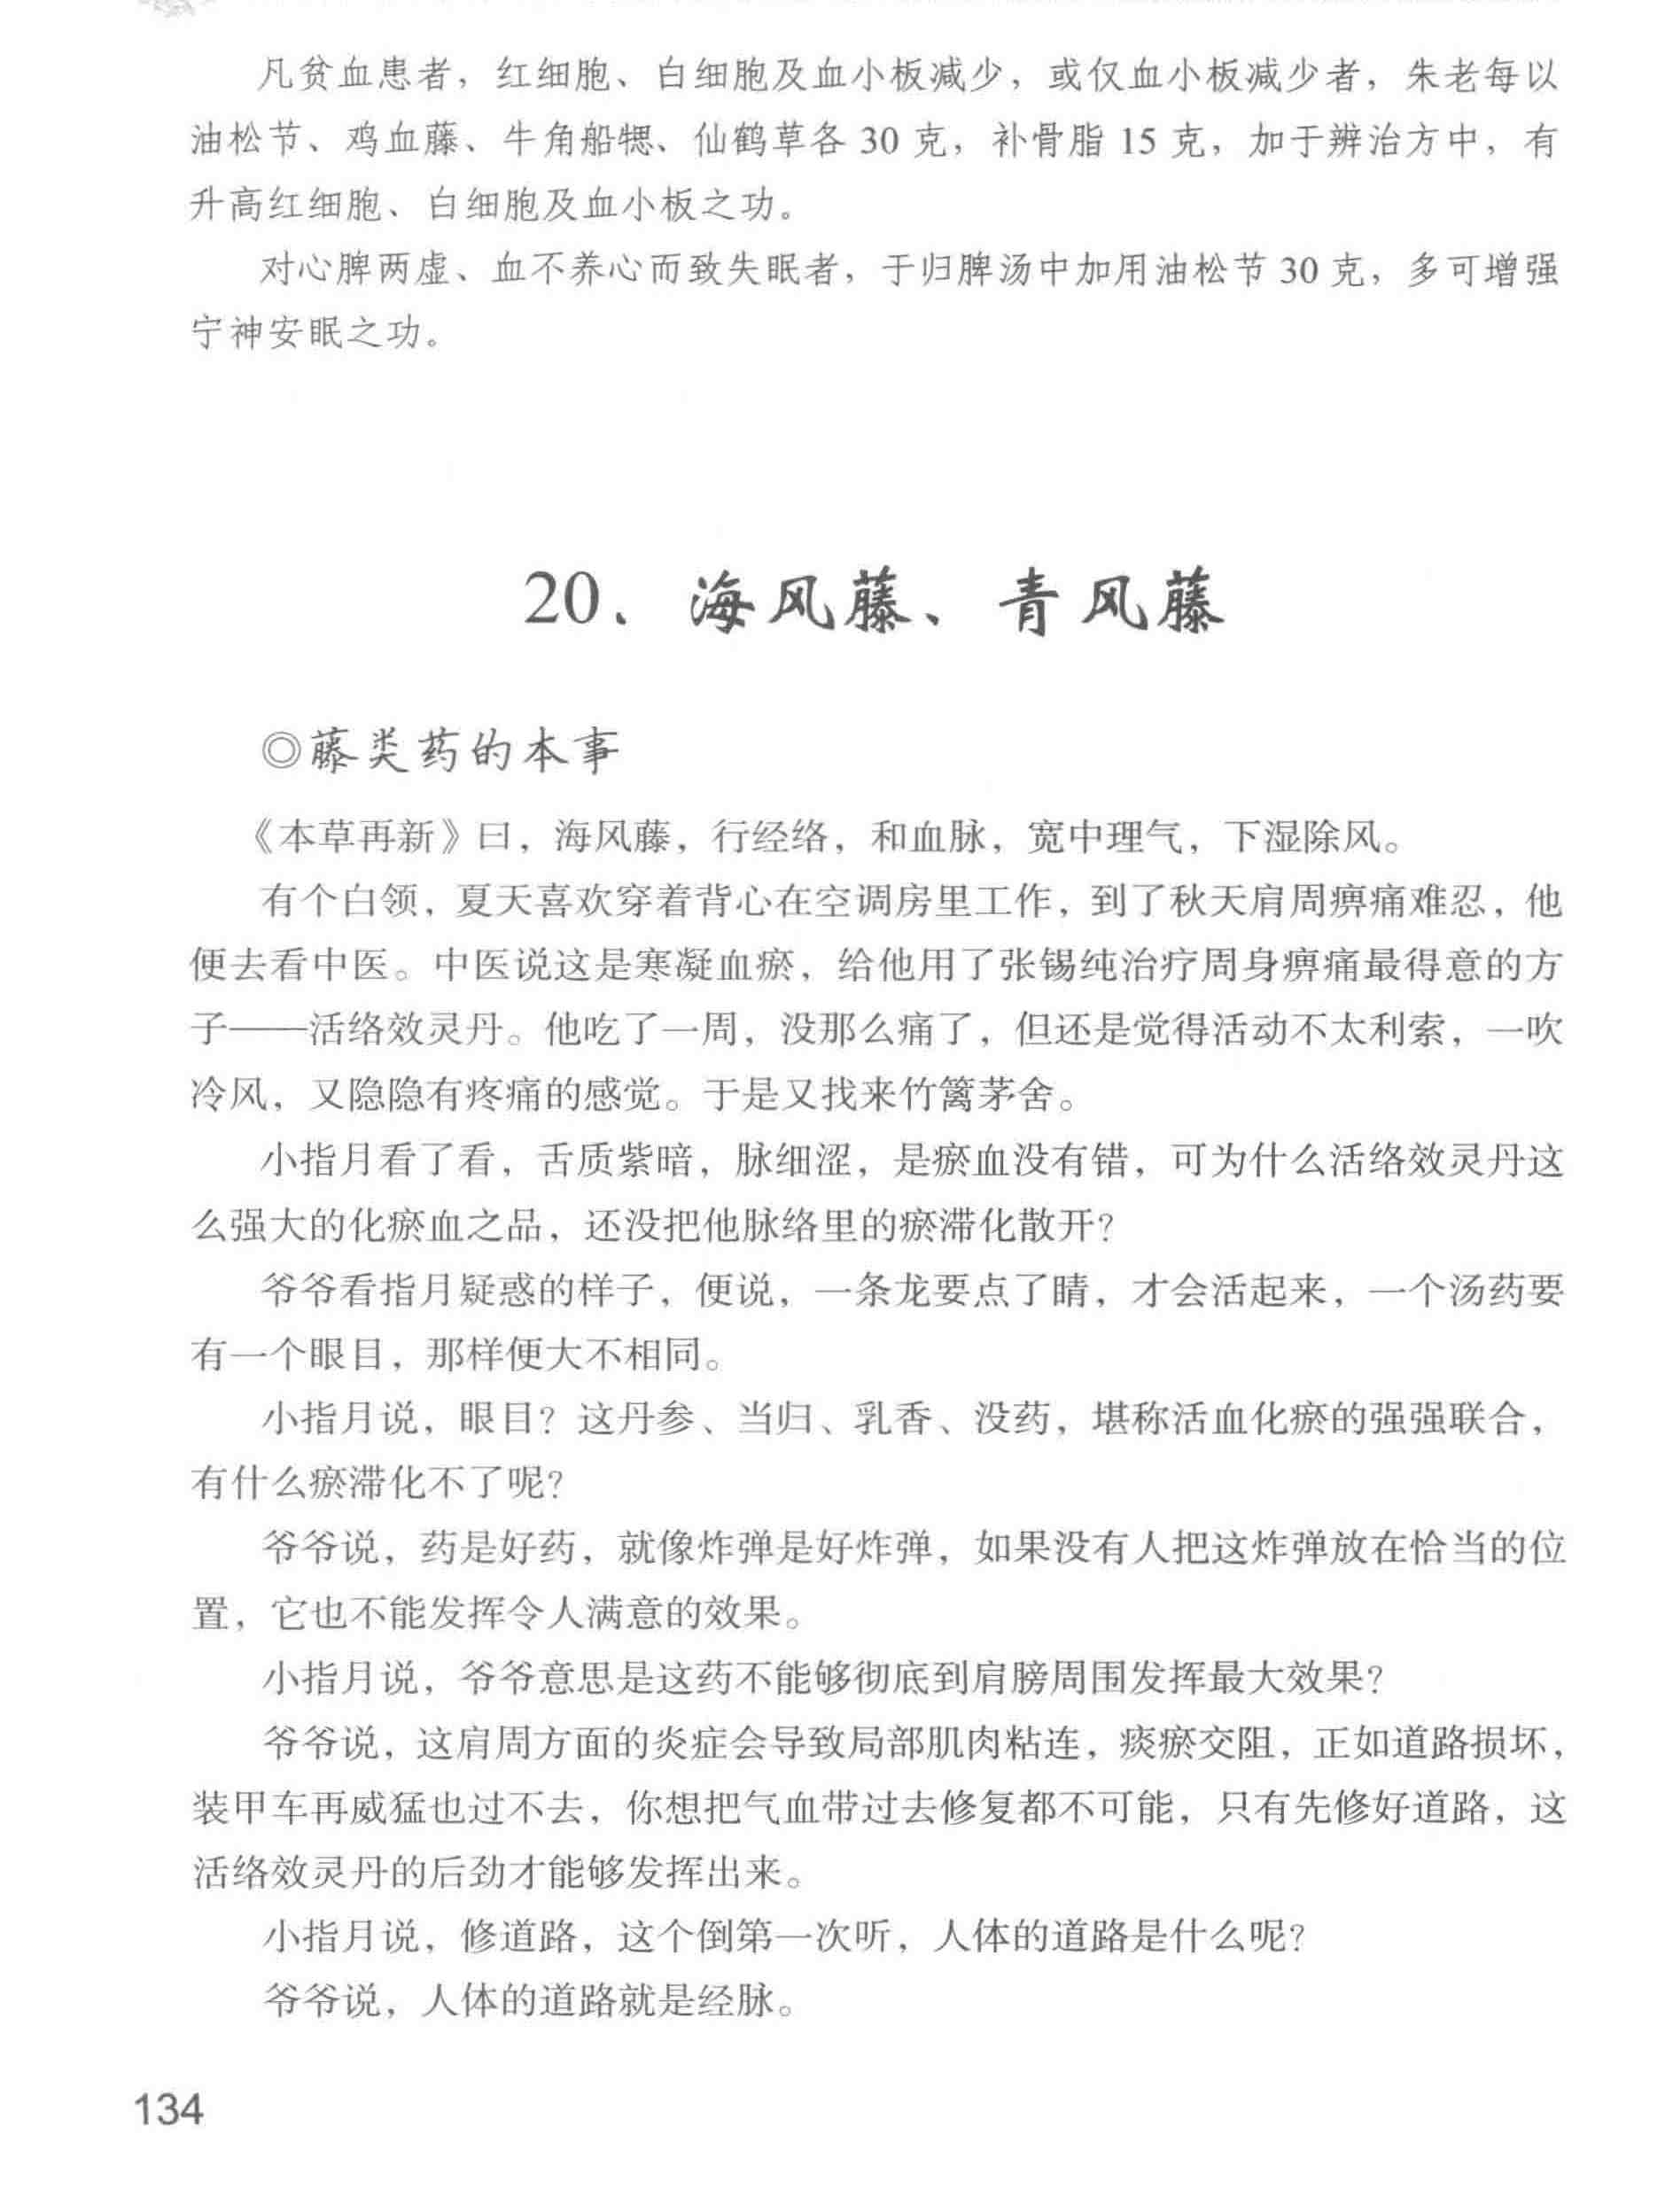 凡贫血患者，红细胞、白细胞及血小板减少，或仅血小板减少者，朱老每以
油松节、鸡血藤、牛角䚡、仙鹤草各 30 克，补骨脂 15 克，加于辨治方中，有
升高红细胞、白细胞及血小板之功。
对心脾两虚、血不养心而致失眠者，于归脾汤中加用油松节 30 克，多可增强
宁神安眠之功。
20、海风藤、青风藤
◎藤类药的本事
《本草再新》曰，海风藤，行经络，和血脉，宽中理气，下湿除风。
有个白领，夏天喜欢穿着背心在空调房里工作，到了秋天肩周痹痛难忍，他
便去看中医。中医说这是寒凝血瘀，给他用了张锡纯治疗周身痹痛最得意的方
子——活络效灵丹。他吃了一周，没那么痛了，但还是觉得活动不太利索，一吹
冷风，又隐隐有疼痛的感觉。于是又找来竹篱茅舍。
小指月看了看，舌质紫暗，脉细涩，是瘀血没有错，可为什么活络效灵丹这
么强大的化瘀血之品，还没把他脉络里的瘀滞化散开？
爷爷看指月疑惑的样子，便说，一条龙要点了睛，才会活起来，一个汤药要
有一个眼目，那样便大不相同。
小指月说，眼目？这丹参、当归、乳香、没药，堪称活血化瘀的强强联合，
有什么瘀滞化不了呢？
爷爷说，药是好药，就像炸弹是好炸弹，如果没有人把这炸弹放在恰当的位
置，它也不能发挥令人满意的效果。
小指月说，爷爷意思是这药不能够彻底到肩膀周围发挥最大效果？
爷爷说，这肩周方面的炎症会导致局部肌肉粘连，痰瘀交阻，正如道路损坏，
装甲车再威猛也过不去，你想把气血带过去修复都不可能，只有先修好道路，这
活络效灵丹的后劲才能够发挥出来。
小指月说，修道路，这个倒第一次听，人体的道路是什么呢？
爷爷说，人体的道路就是经脉。
134